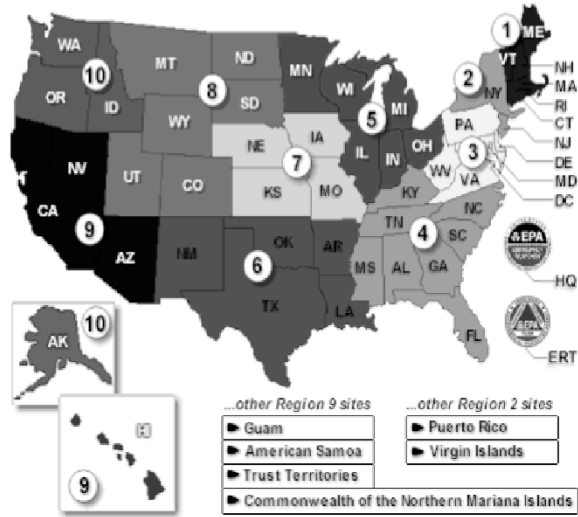 1
ME
WA
VT
MT
ND
NH
10
MN
2
MA
OR
ID
8
WI
NY
RI
SD
MI
CT
WY
5
PA
NJ
IA
3
NE
OH
DE
NV
7
IL
IN
WV
MD
UT
CO
VA
DC
CA
KS
MO
KY
9
NC
TN
4
OK
AR
SC
AZ
NM
6
EPA
MS
AL
GA
HQ
TX
LA
10
FL
EPA
AK
ERT
...other Region 9 sites
...other Region 2 sites
Guam
Puerto Rico
American Samoa
Virgin Islands
H
Trust Territories
9
Commonwealth of the Northern Mariana Islands